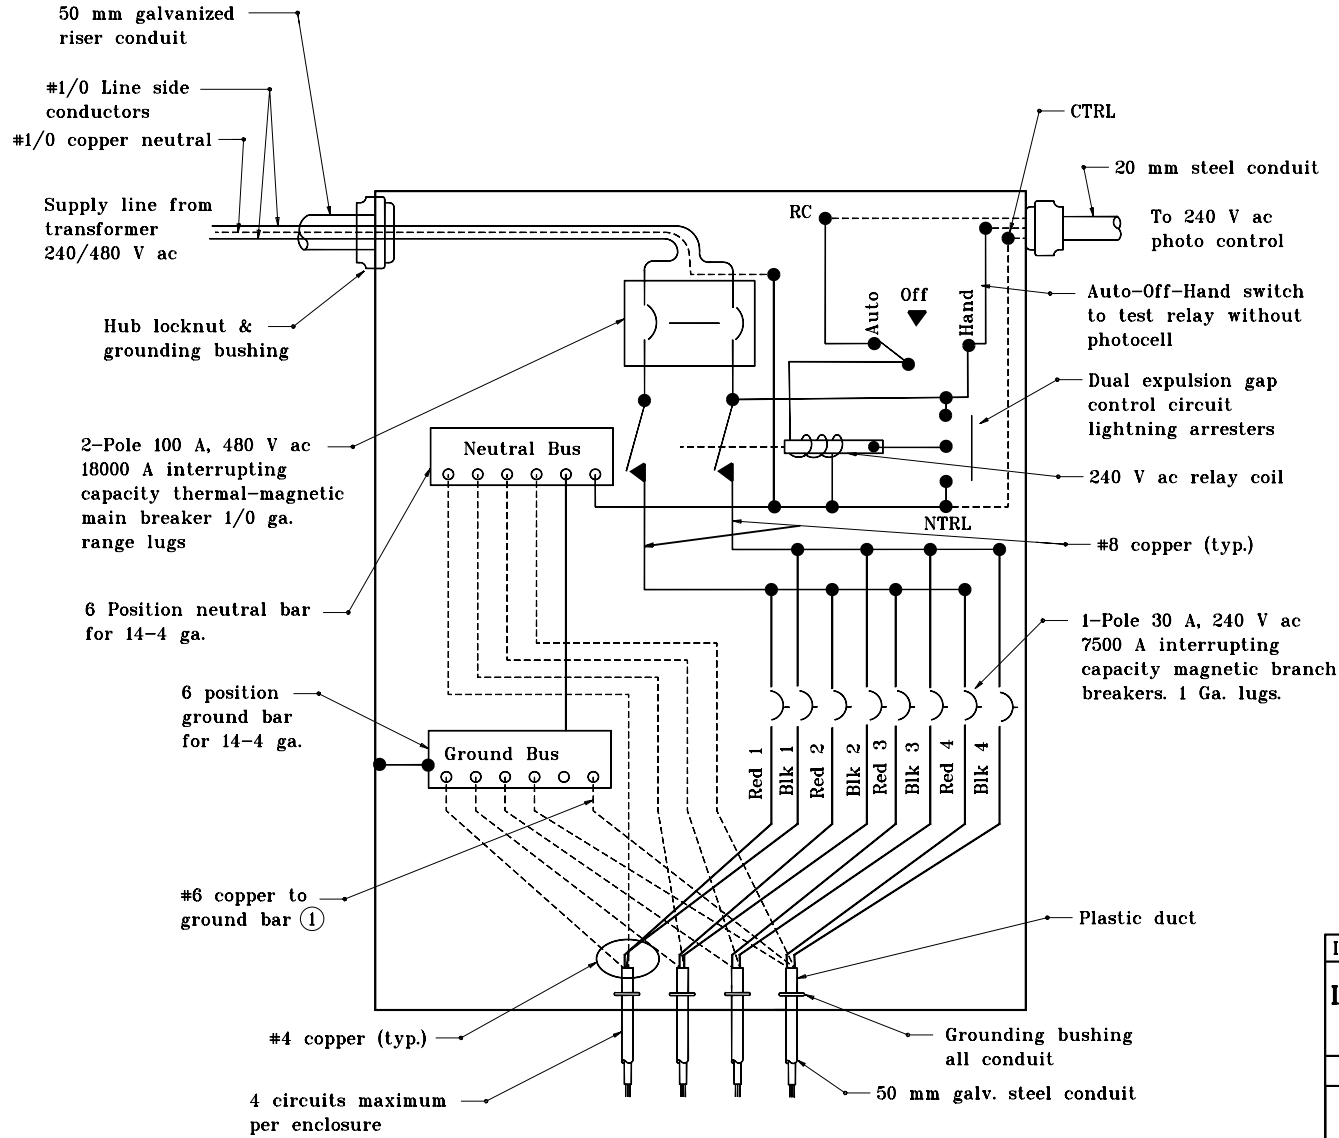 50 mm galvanized
riser conduit
#1/0 Line side
conductors
#1/0 copper neutral
Supply line from
transformer
240/480 V ac
Hub locknut &
grounding bushing
2-Pole 100 A, 480 V ac
18000 A interrupting
capacity thermal-magnetic
main breaker 1/0 ga.
range lugs
6 Position neutral bar
for 14-4 ga.
6 position
ground bar
for 14-4 ga.
#6 copper to
ground bar 1
#4 copper (typ.)
4 circuits maximum
per enclosure
Neutral Bus
Ground Bus
RC
Auto
Off
Hand
NTRL
Red 1
Blk 1
Red 2
Blk 2
Red 3
Blk 3
Red 4
Blk 4
CTRL
20 mm steel conduit
To 240 V ac
photo control
Auto-Off-Hand switch
to test relay without
photocell
Dual expulsion gap
control circuit
lightning arresters
240 V ac relay coil
#8 copper (typ.)
1-Pole 30 A, 240 V ac
7500 A interrupting
capacity magnetic branch
breakers. 1 Ga. lugs.
Plastic duct
Grounding bushing
all conduit
50 mm galv. steel conduit